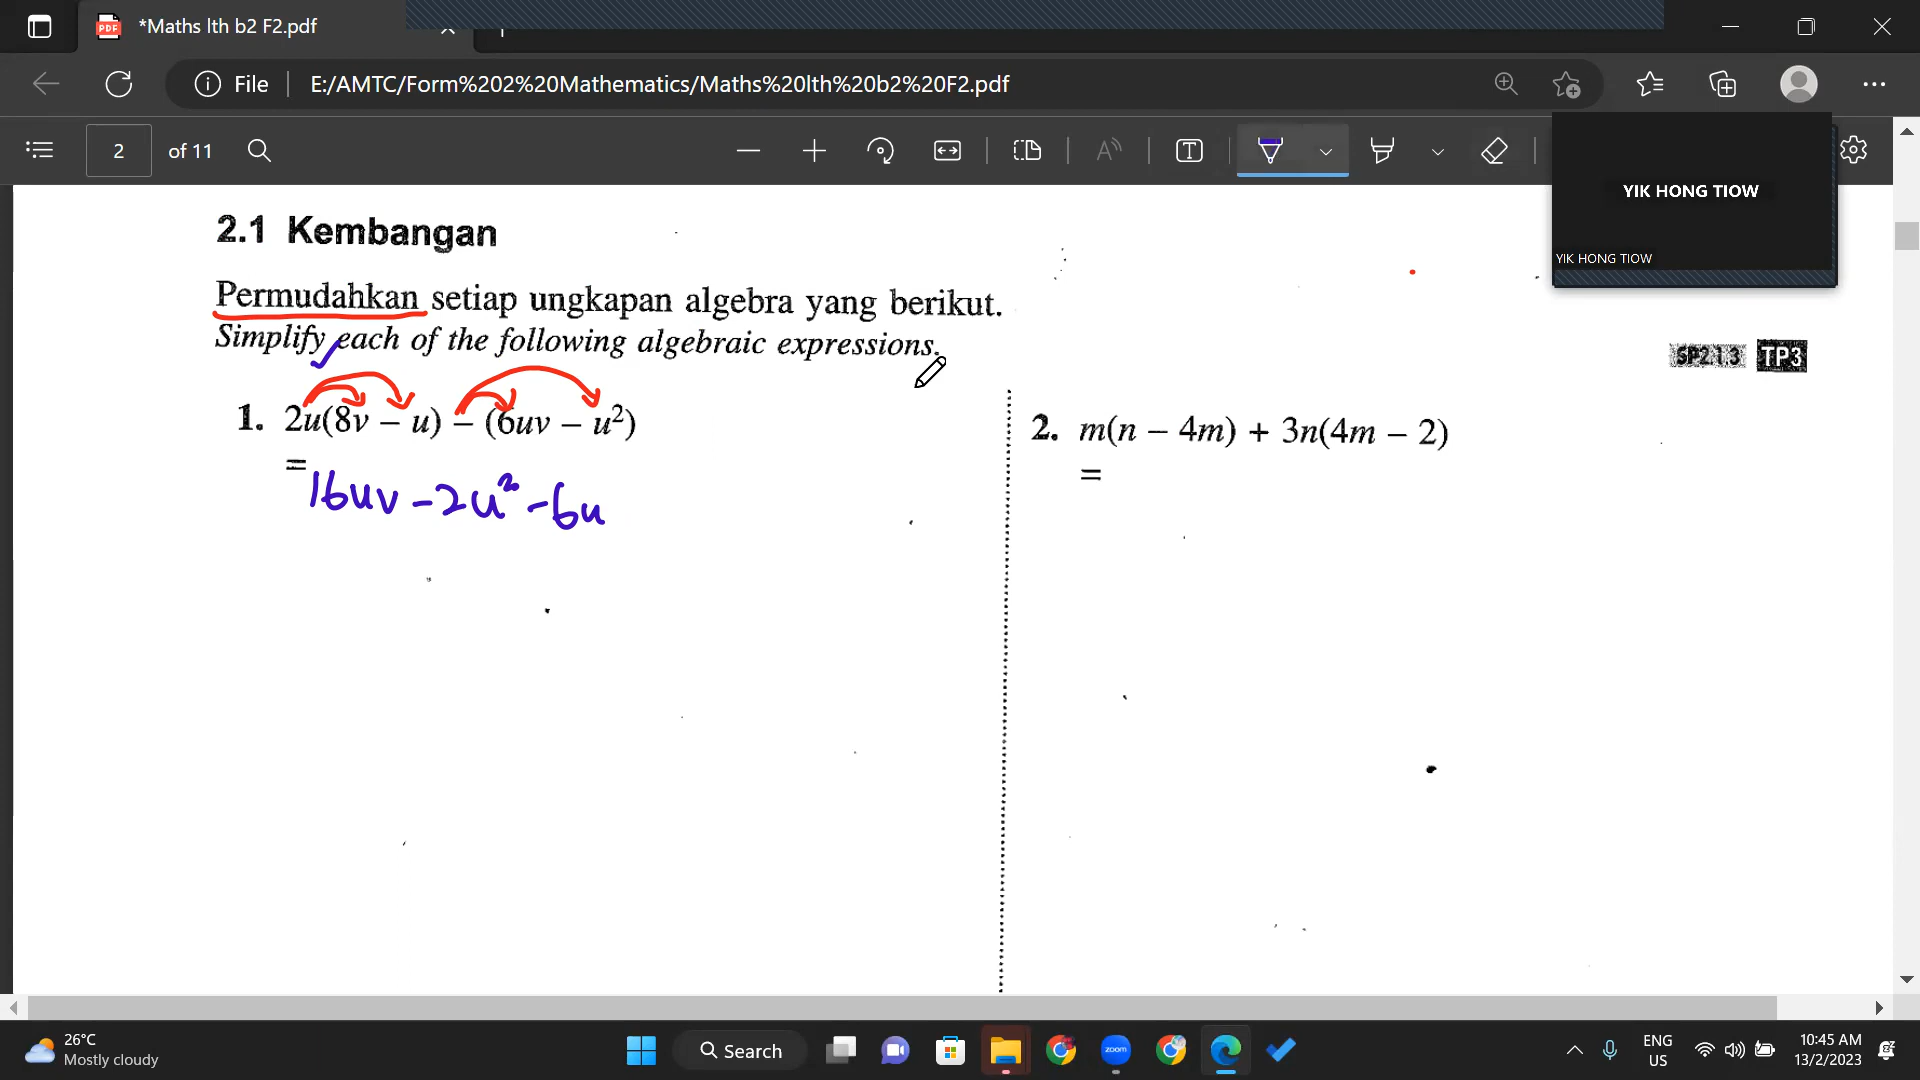 *Maths lth b2 F2.pdf
File
E:/AMTC/Form%202%20Mathematics/Maths%20lth%20b2%20F2.pdf
2 of 11
YIK HONG TIOW
YIK HONG TIOW
2.1 Kembangan
Permudahkan setiap ungkapan algebra yang berikut.
Simplify each of the following algebraic expressions.
SP2.1.3 TP3
1. 2u(8v − u) − (6uv − u²)
=
16uv - 2u² - 6u
2. m(n − 4m) + 3n(4m − 2)
=
26°C
Mostly cloudy
Search
zoom
ENG
US
10:45 AM
13/2/2023